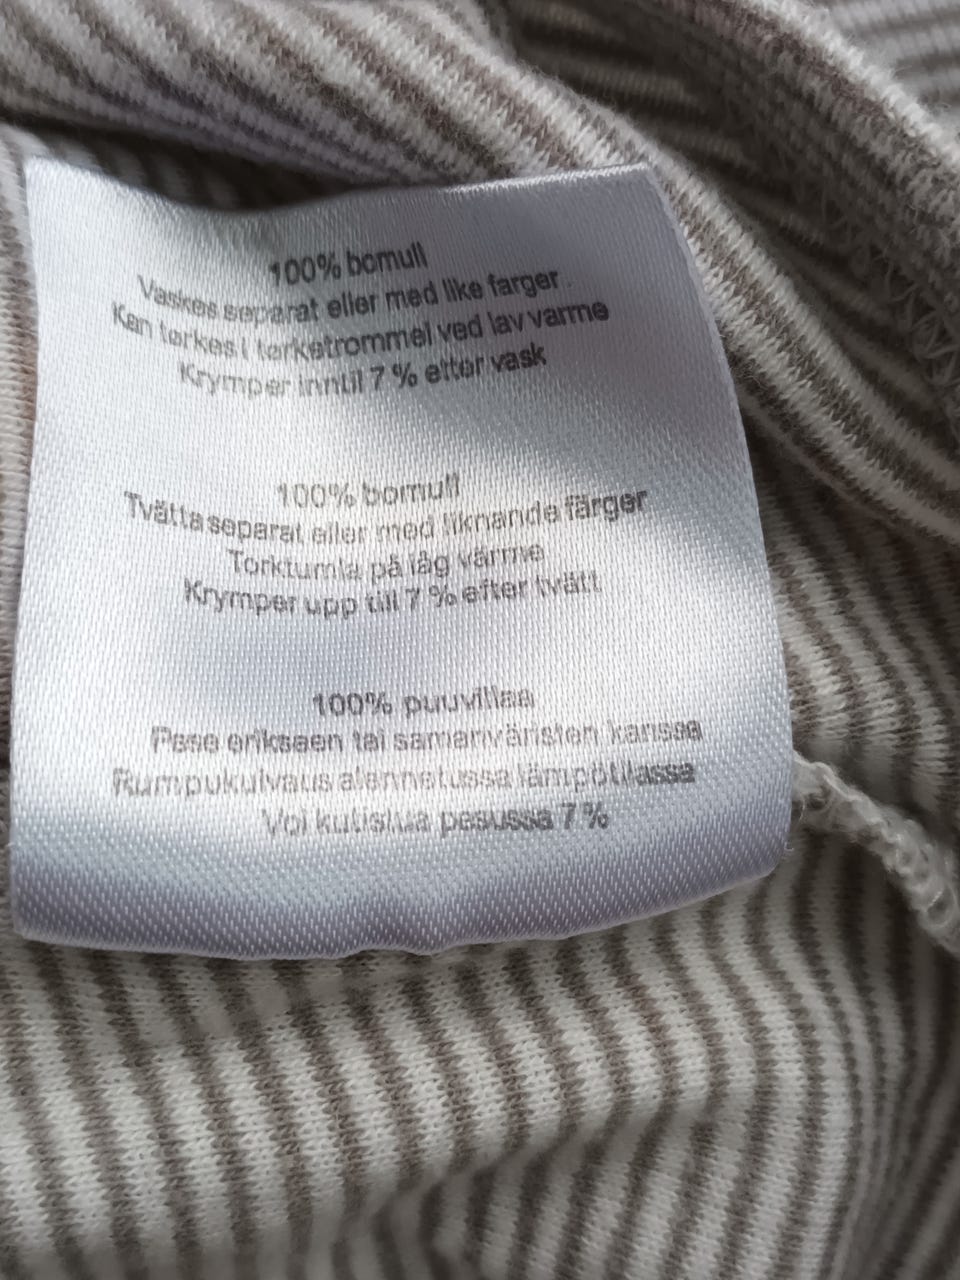 100% bomull
Vaskes separat eller med like farger
Kan tørkes i tørketrommel ved lav varme
Krymper inntil 7 % etter vask
100% bomull
Tvätta separat eller med liknande färger
Torktumla på låg värme
Krymper upp till 7 % efter tvätt
100% puuvillaa
Pese erikseen tai samanväristen kanssa
Rumpukuivaus alennetussa lämpötilassa
Voi kutistua pesussa 7 %